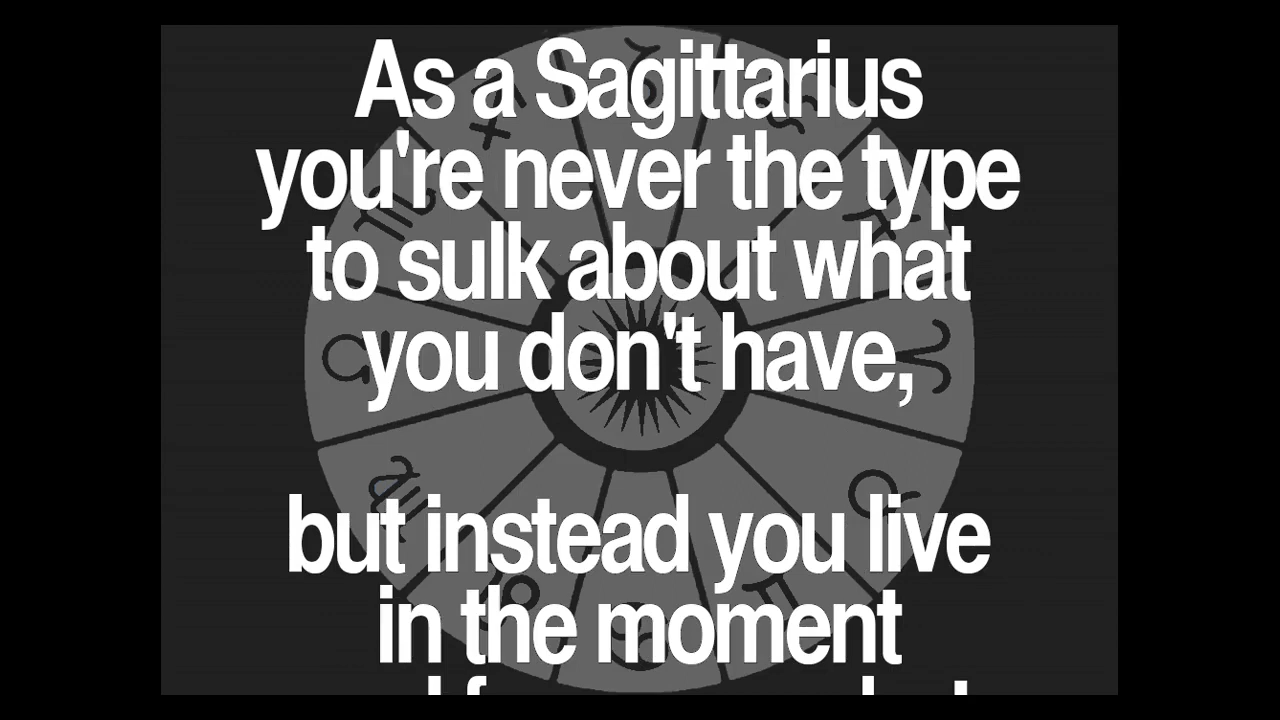 As a Sagittarius
you're never the type
to sulk about what
you don't have,
but instead you live
in the moment